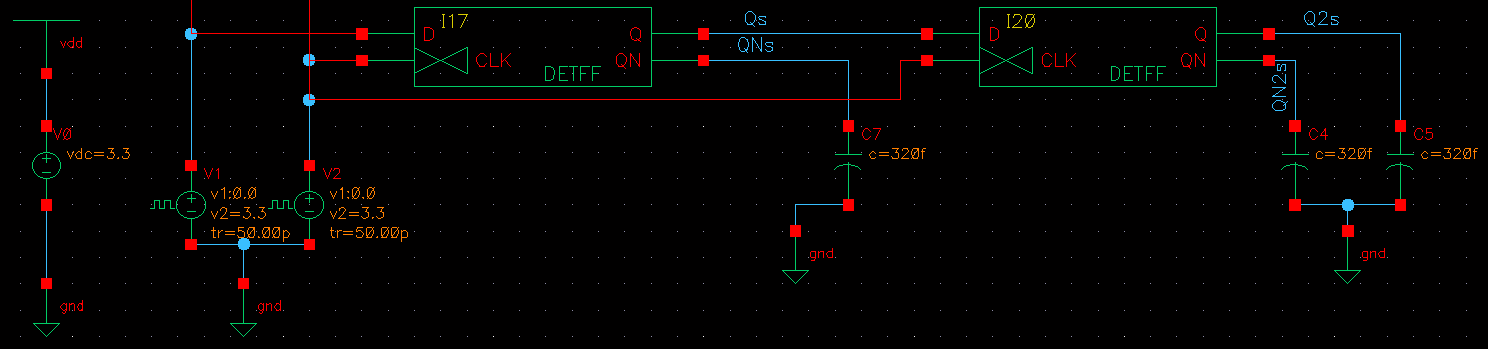 vdd
V0
vdc=3.3
gnd
V1
v1:0.0
v2=3.3
tr=50.00p
V2
v1:0.0
v2=3.3
tr=50.00p
gnd
I17
D
CLK
Q
QN
DETFF
Qs
QNs
C7
c=320f
gnd
I20
D
CLK
Q
QN
DETFF
Q2s
QN2s
C4
c=320f
C5
c=320f
gnd